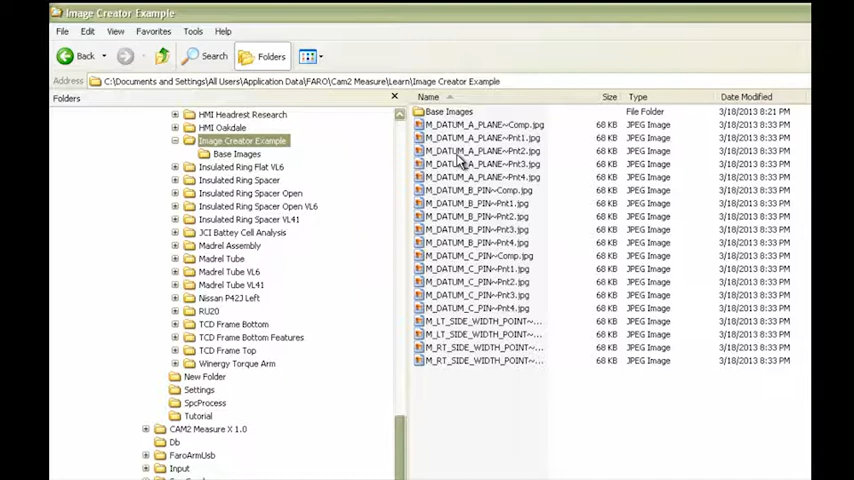 Image Creator Example
File Edit View Favorites Tools Help
Back Search Folders
Address C:\Documents and Settings\All Users\Application Data\FARO\Cam2 Measure\Learn\Image Creator Example
Folders
HMI Headrest Research
HMI Oakdale
Image Creator Example
Base Images
Insulated Ring Flat VL6
Insulated Ring Spacer
Insulated Ring Spacer Open
Insulated Ring Spacer Open VL6
Insulated Ring Spacer VL41
JCI Battey Cell Analysis
Madrel Assembly
Madrel Tube
Madrel Tube VL6
Madrel Tube VL41
Nissan P42J Left
RU20
TCD Frame Bottom
TCD Frame Bottom Features
TCD Frame Top
Winergy Torque Arm
New Folder
Settings
SpcProcess
Tutorial
CAM2 Measure X 1.0
Db
FaroArmUsb
Input
Name Size Type Date Modified
Base Images File Folder 3/18/2013 8:21 PM
M_DATUM_A_PLANE~Comp.jpg 68 KB JPEG Image 3/18/2013 8:33 PM
M_DATUM_A_PLANE~Pnt1.jpg 68 KB JPEG Image 3/18/2013 8:33 PM
M_DATUM_A_PLANE~Pnt2.jpg 68 KB JPEG Image 3/18/2013 8:33 PM
M_DATUM_A_PLANE~Pnt3.jpg 68 KB JPEG Image 3/18/2013 8:33 PM
M_DATUM_A_PLANE~Pnt4.jpg 68 KB JPEG Image 3/18/2013 8:33 PM
M_DATUM_B_PIN~Comp.jpg 68 KB JPEG Image 3/18/2013 8:33 PM
M_DATUM_B_PIN~Pnt1.jpg 68 KB JPEG Image 3/18/2013 8:33 PM
M_DATUM_B_PIN~Pnt2.jpg 68 KB JPEG Image 3/18/2013 8:33 PM
M_DATUM_B_PIN~Pnt3.jpg 68 KB JPEG Image 3/18/2013 8:33 PM
M_DATUM_B_PIN~Pnt4.jpg 68 KB JPEG Image 3/18/2013 8:33 PM
M_DATUM_C_PIN~Comp.jpg 68 KB JPEG Image 3/18/2013 8:33 PM
M_DATUM_C_PIN~Pnt1.jpg 68 KB JPEG Image 3/18/2013 8:33 PM
M_DATUM_C_PIN~Pnt2.jpg 68 KB JPEG Image 3/18/2013 8:33 PM
M_DATUM_C_PIN~Pnt3.jpg 68 KB JPEG Image 3/18/2013 8:33 PM
M_DATUM_C_PIN~Pnt4.jpg 68 KB JPEG Image 3/18/2013 8:33 PM
M_LT_SIDE_WIDTH_POINT~... 68 KB JPEG Image 3/18/2013 8:33 PM
M_LT_SIDE_WIDTH_POINT~... 68 KB JPEG Image 3/18/2013 8:33 PM
M_RT_SIDE_WIDTH_POINT~... 68 KB JPEG Image 3/18/2013 8:33 PM
M_RT_SIDE_WIDTH_POINT~... 68 KB JPEG Image 3/18/2013 8:33 PM